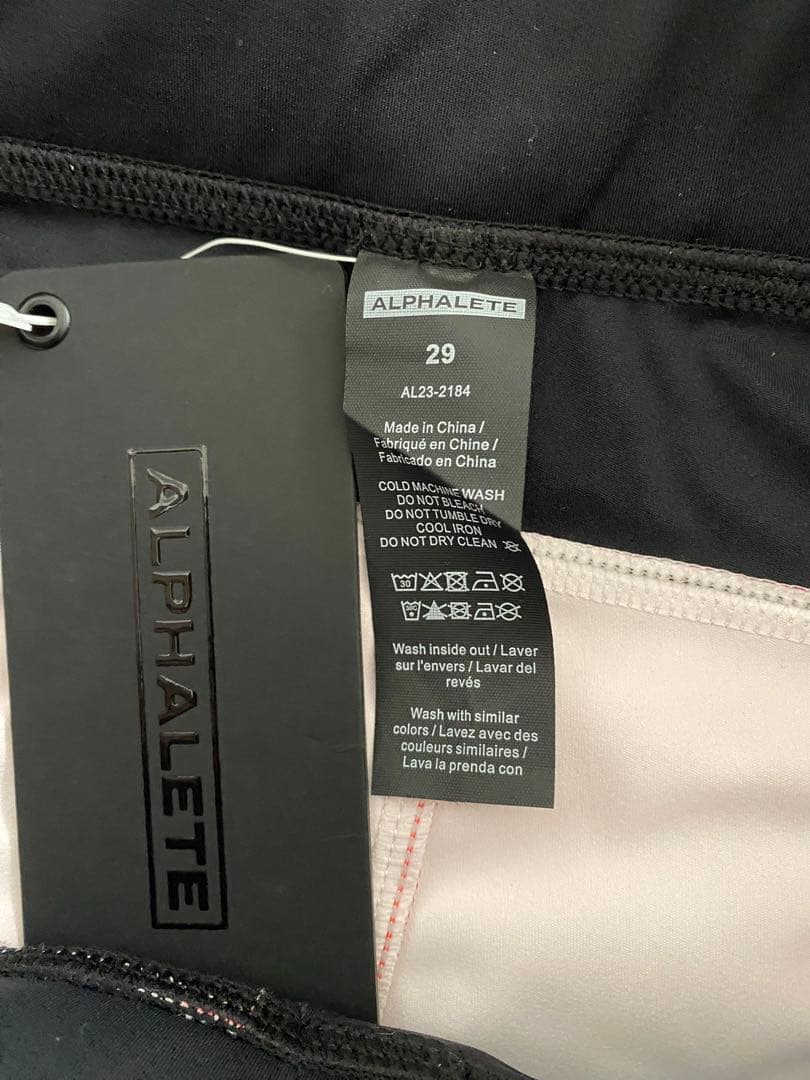 ALPHALETE
29
AL23-2184
Made in China /
Fabriqué en Chine /
Fabricado en China
COLD MACHINE WASH
DO NOT BLEACH
DO NOT TUMBLE DRY
COOL IRON
DO NOT DRY CLEAN
30
30C
Wash inside out / Laver
sur l'envers / Lavar del
revés
Wash with similar
colors / Lavez avec des
couleurs similaires /
Lava la prenda con
ALPHALETE